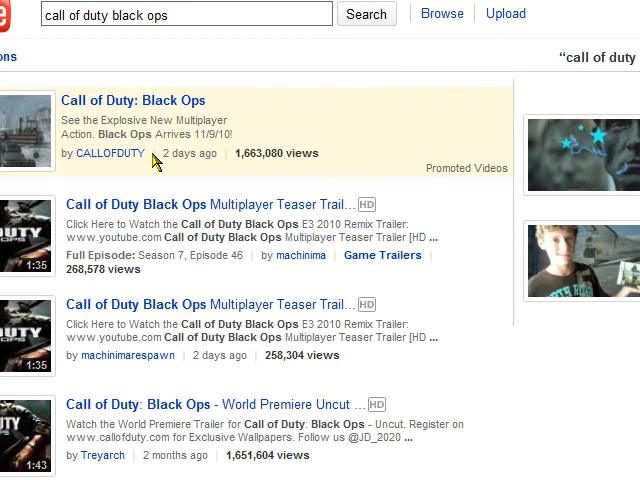 e call of duty black ops Search Browse Upload
ons “call of duty
Call of Duty: Black Ops
See the Explosive New Multiplayer
Action. Black Ops Arrives 11/9/10!
by CALLOFDUTY | 2 days ago | 1,663,080 views
Promoted Videos
Call of Duty Black Ops Multiplayer Teaser Trail... HD
Click Here to Watch the Call of Duty Black Ops E3 2010 Remix Trailer:
www.youtube.com Call of Duty Black Ops Multiplayer Teaser [HD ...
Full Episode: Season 7, Episode 46 | by machinima | Game Trailers |
268,578 views
UTY
OPS
1:35
Call of Duty Black Ops Multiplayer Teaser Trail... HD
Click Here to Watch the Call of Duty Black Ops E3 2010 Remix Trailer:
www.youtube.com Call of Duty Black Ops Multiplayer Teaser [HD ...
by machinimarespawn | 2 days ago | 258,304 views
UTY
OPS
1:35
Call of Duty: Black Ops - World Premiere Uncut ... HD
Watch the World Premiere Trailer for Call of Duty: Black Ops - Uncut. Register on
www.callofduty.com for Exclusive Wallpapers. Follow us @JD_2020 ...
by Treyarch | 2 months ago | 1,651,604 views
UTY
OPS
1:43